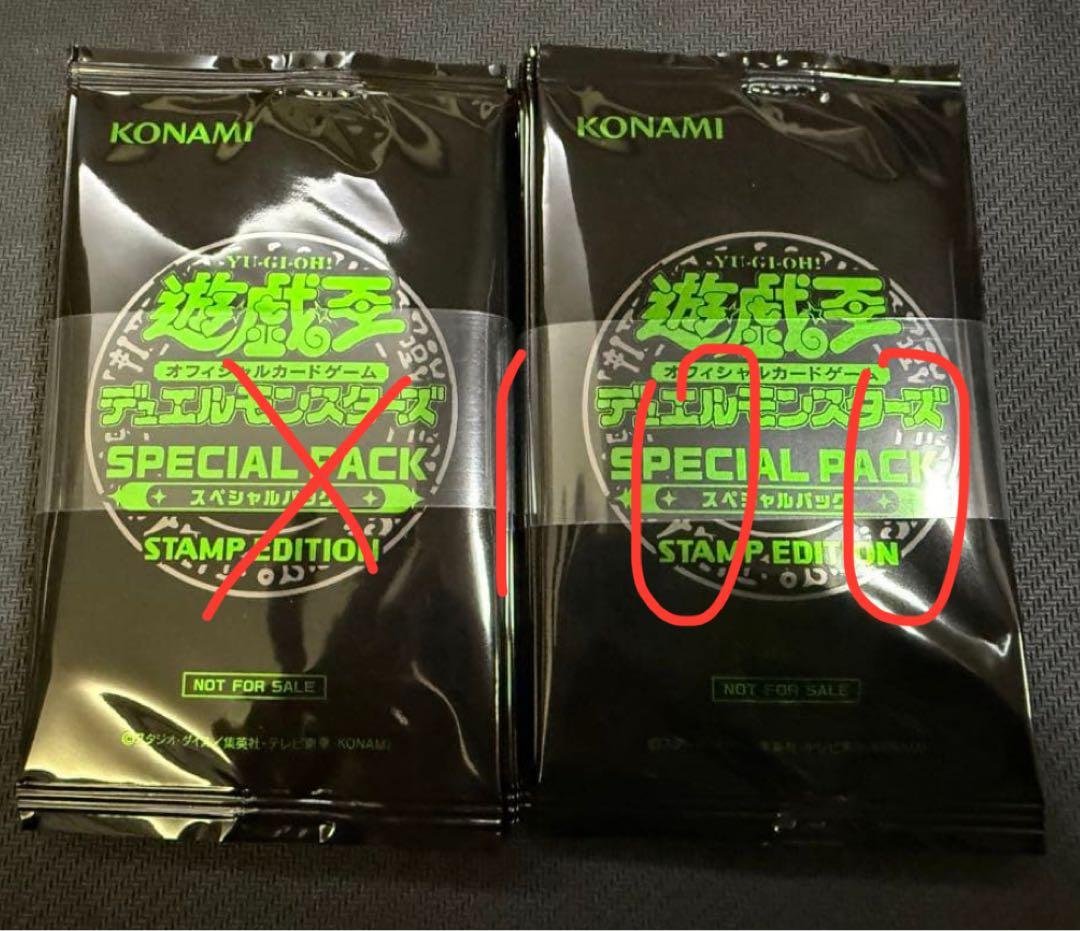 KONAMI
YU-GI-OH!
遊戯王
オフィシャルカードゲーム
デュエルモンスターズ
SPECIAL PACK
スペシャルパック
STAMP EDITION
NOT FOR SALE
©スタジオ・ダイス/集英社・テレビ東京・KONAMI
KONAMI
YU-GI-OH!
遊戯王
オフィシャルカードゲーム
デュエルモンスターズ
SPECIAL PACK
スペシャルパック
STAMP EDITION
NOT FOR SALE
×100